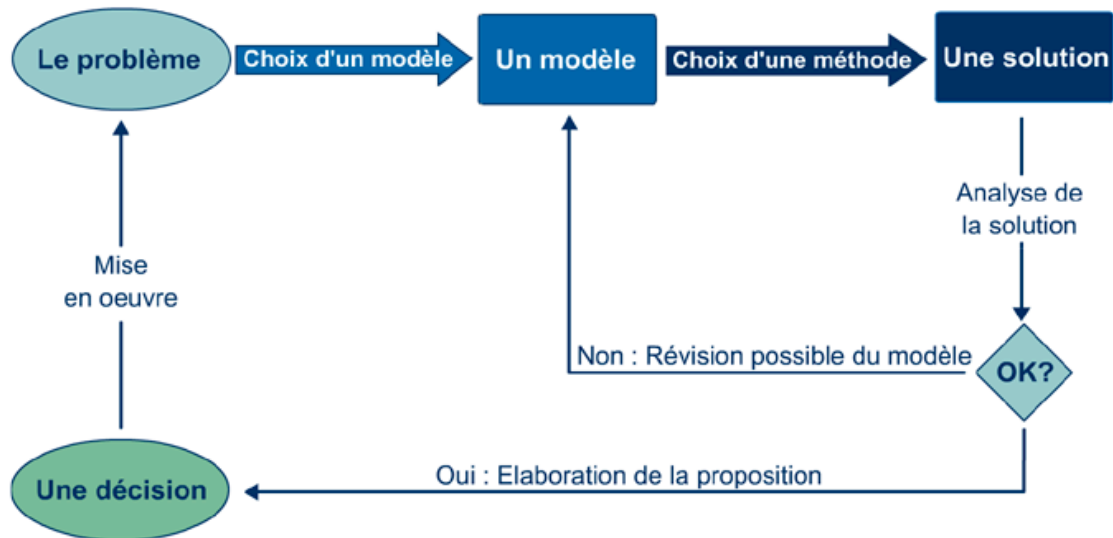 Le problème
Choix d'un modèle
Un modèle
Choix d'une méthode
Une solution
Analyse de
la solution
Mise
en oeuvre
Non : Révision possible du modèle
OK?
Oui : Elaboration de la proposition
Une décision